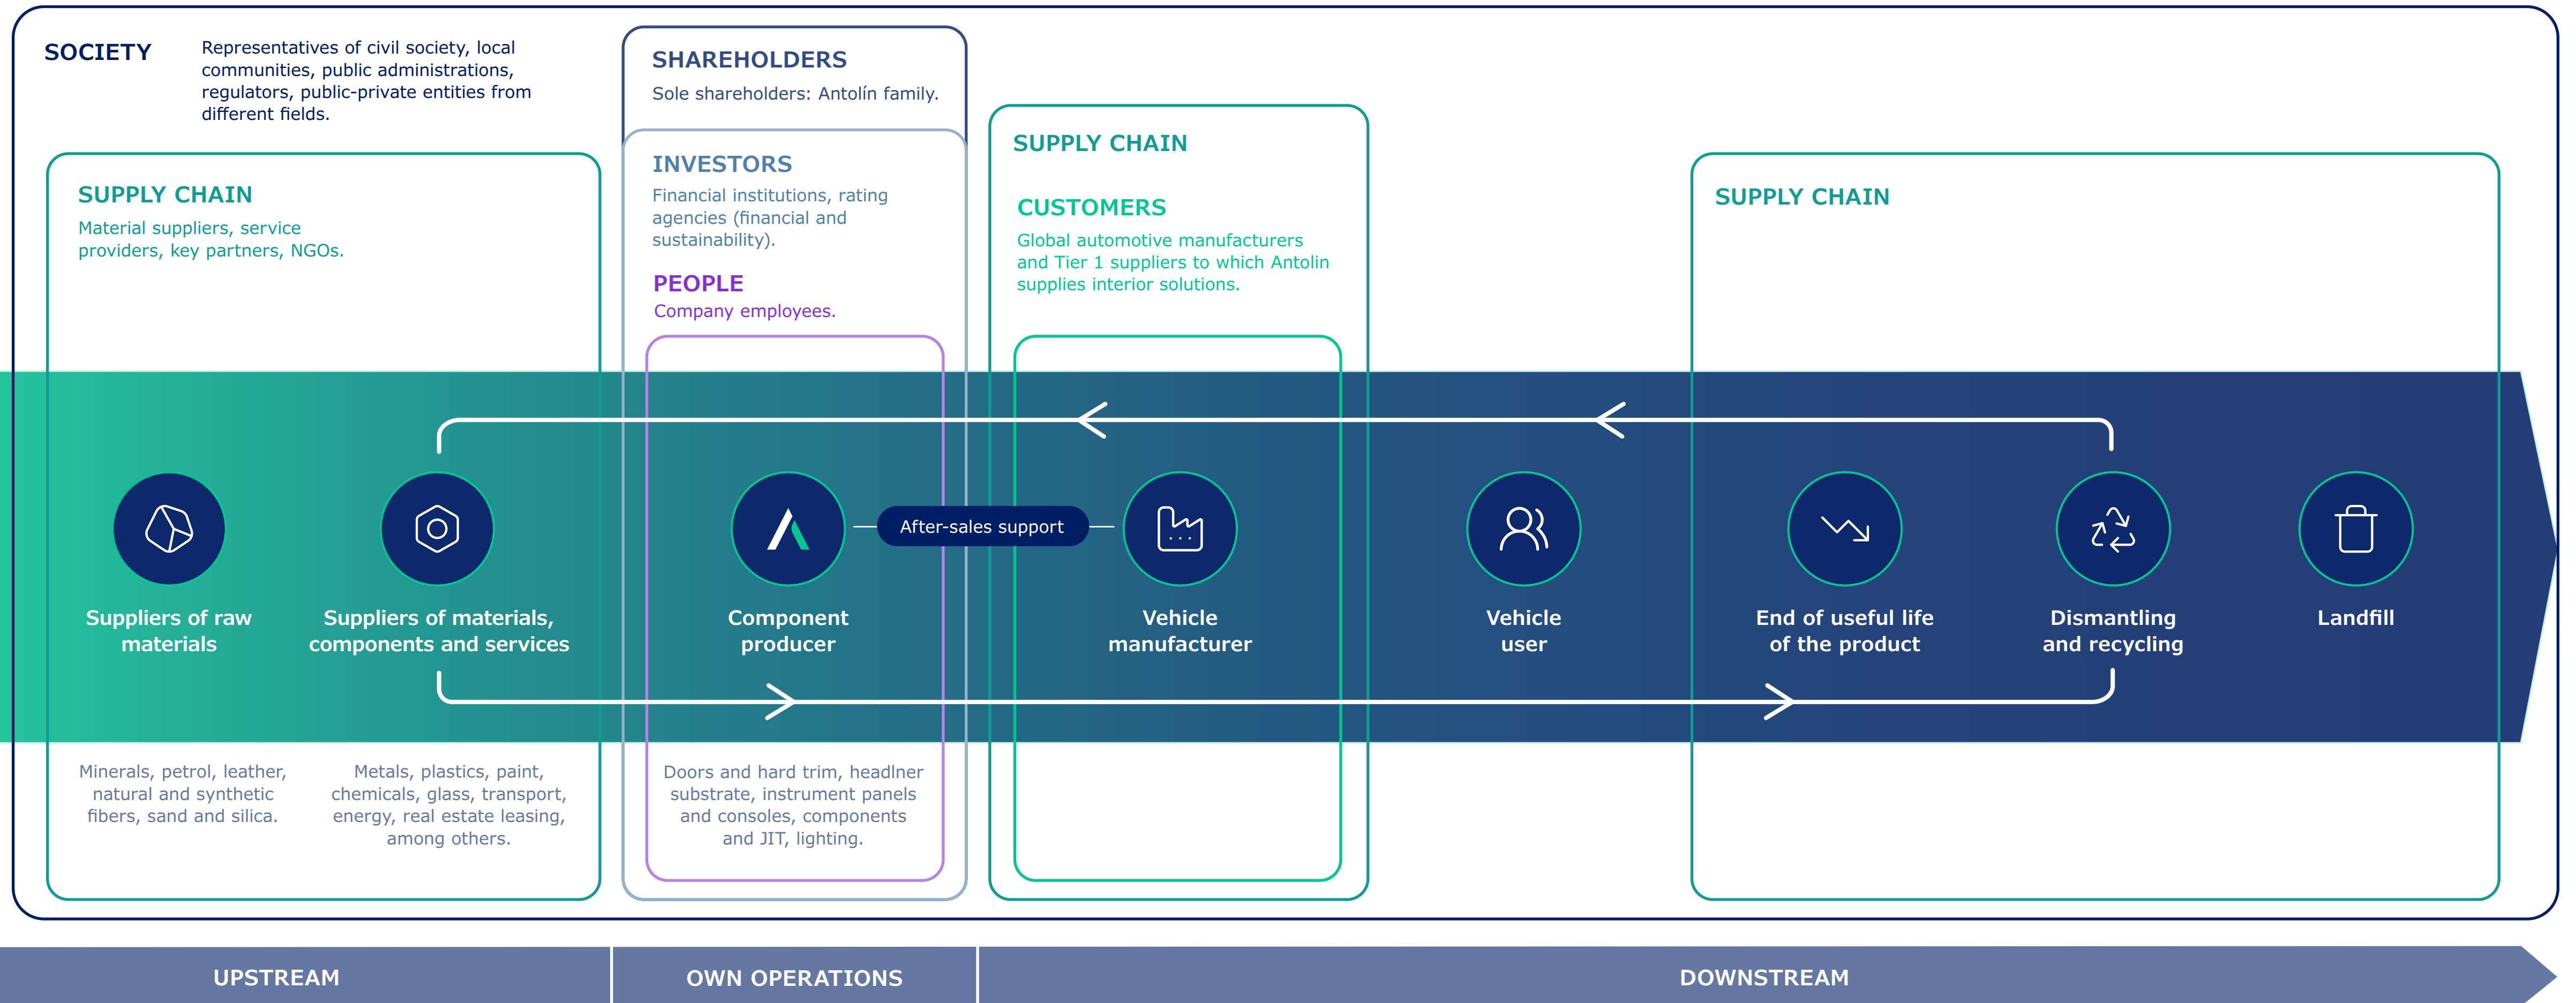 SOCIETY
Representatives of civil society, local
communities, public administrations,
regulators, public-private entities from
different fields.
SHAREHOLDERS
Sole shareholders: Antolín family.
SUPPLY CHAIN
Material suppliers, service
providers, key partners, NGOs.
INVESTORS
Financial institutions, rating
agencies (financial and
sustainability).
PEOPLE
Company employees.
SUPPLY CHAIN
CUSTOMERS
Global automotive manufacturers
and Tier 1 suppliers to which Antolin
supplies interior solutions.
SUPPLY CHAIN
After-sales support
Suppliers of raw
materials
Suppliers of materials,
components and services
Component
producer
Vehicle
manufacturer
Vehicle
user
End of useful life
of the product
Dismantling
and recycling
Landfill
Minerals, petrol, leather,
natural and synthetic
fibers, sand and silica.
Metals, plastics, paint,
chemicals, glass, transport,
energy, real estate leasing,
among others.
Doors and hard trim, headlner
substrate, instrument panels
and consoles, components
and JIT, lighting.
UPSTREAM
OWN OPERATIONS
DOWNSTREAM